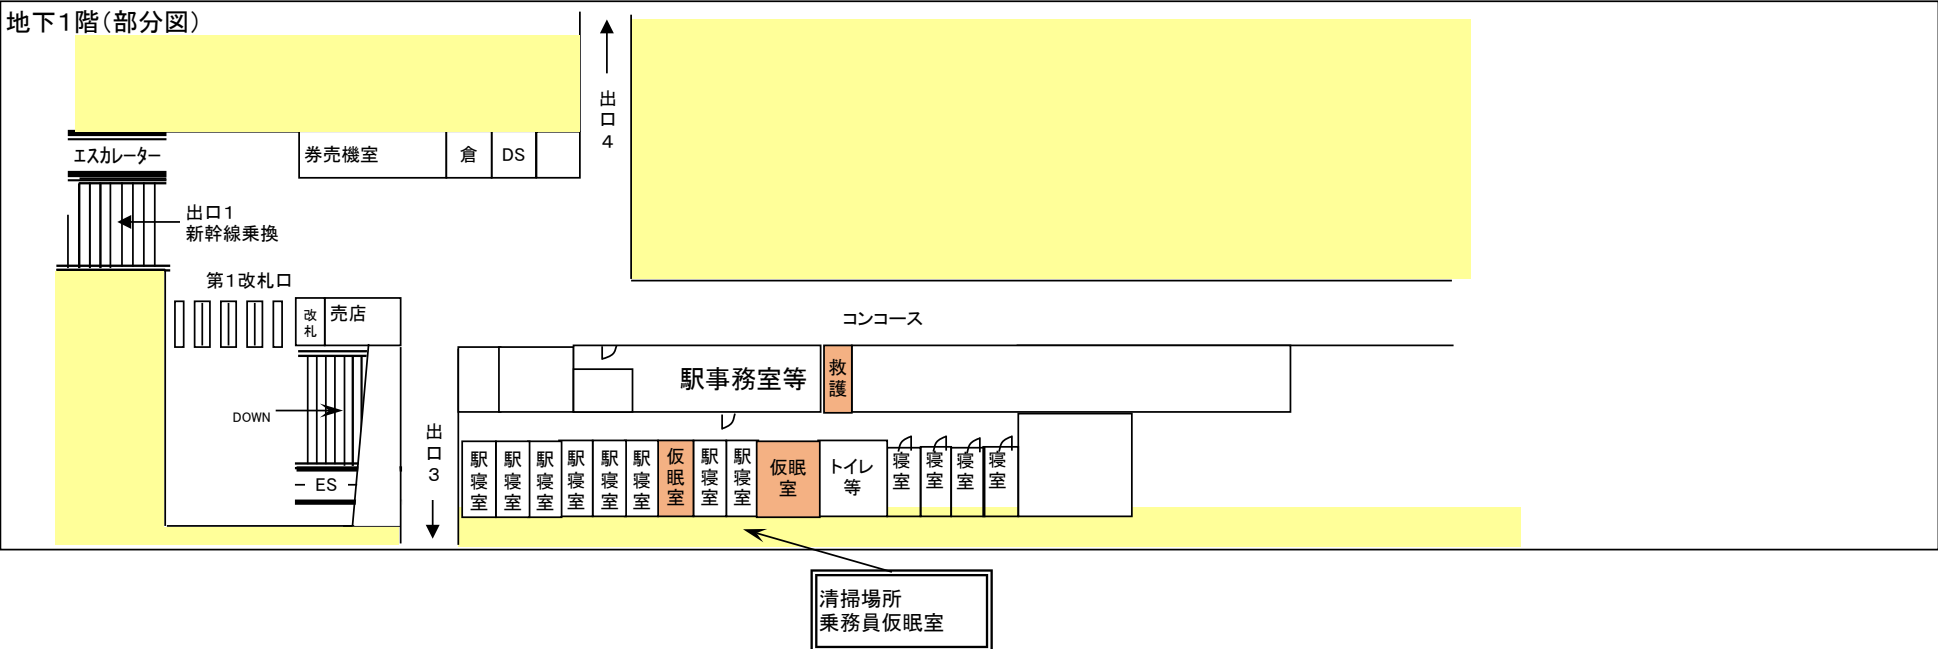 地下1階(部分図)
出口4
エスカレーター
券売機室
倉
DS
出口1
新幹線乗換
第1改札口
改札
売店
コンコース
駅事務室等
救護
DOWN
出口3
ES
駅寝室
駅寝室
駅寝室
駅寝室
駅寝室
駅寝室
仮眠室
駅寝室
駅寝室
仮眠
室
トイレ
等
寝室
寝室
寝室
寝室
清掃場所
乗務員仮眠室